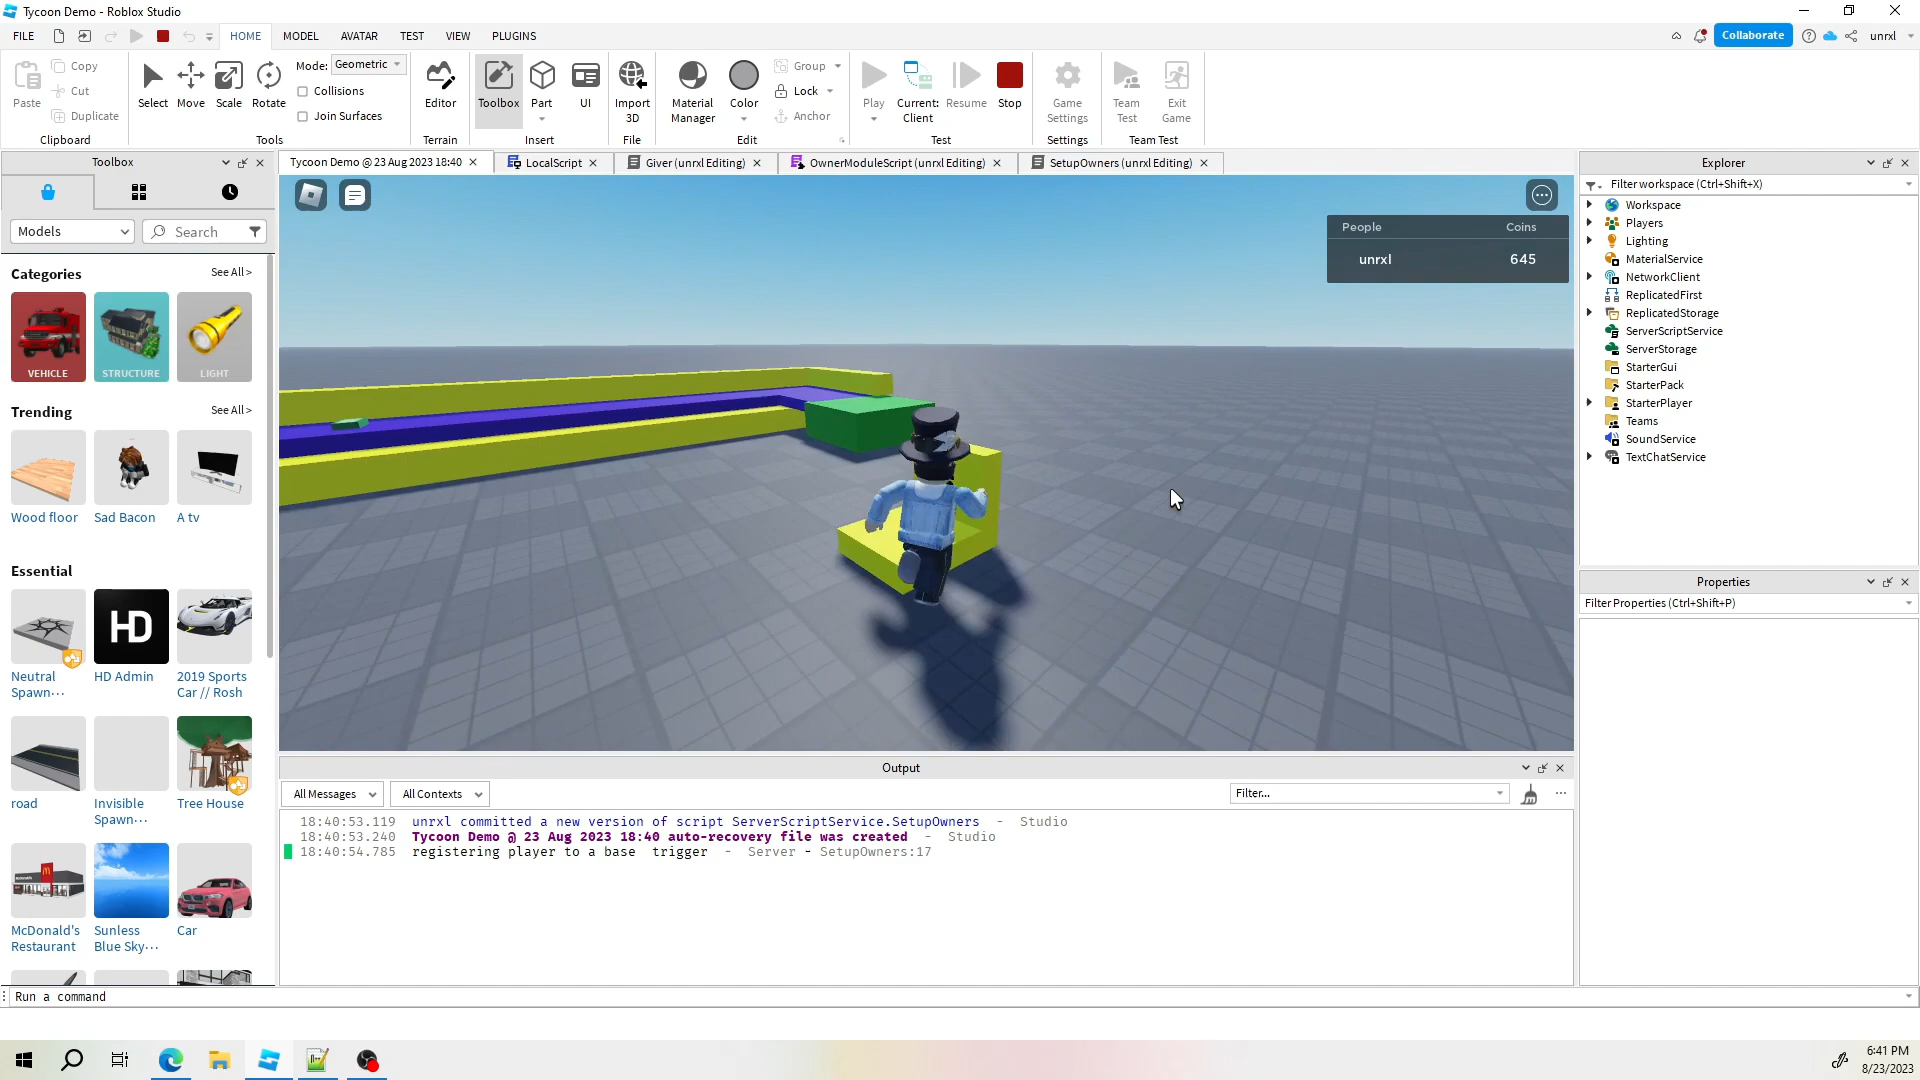 Tycoon Demo - Roblox Studio
FILE HOME MODEL AVATAR TEST VIEW PLUGINS Collaborate unrxl
Paste Copy Cut Duplicate Clipboard
Select Move Scale Rotate Mode: Geometric Collisions Join Surfaces Tools
Editor Terrain
Toolbox Part UI Insert
Import 3D File
Material Manager Color Group Lock Anchor Edit
Play Current: Client Resume Stop Test
Game Settings Settings
Team Test Exit Game Team Test
Toolbox
Tycoon Demo @ 23 Aug 2023 18:40 LocalScript Giver (unrxl Editing) OwnerModuleScript (unrxl Editing) SetupOwners (unrxl Editing)
Models Search
Categories See All >
VEHICLE STRUCTURE LIGHT
Trending See All >
Wood floor Sad Bacon A tv
Essential
HD
Neutral Spawn... HD Admin 2019 Sports Car // Rosh
road Invisible Spawn... Tree House
McDonald's Restaurant Sunless Blue Sky... Car
People Coins
unrxl 645
Output
All Messages All Contexts Filter...
18:40:53.119 unrxl committed a new version of script ServerScriptService.SetupOwners - Studio
18:40:53.240 Tycoon Demo @ 23 Aug 2023 18:40 auto-recovery file was created - Studio
18:40:54.785 registering player to a base trigger - Server - SetupOwners:17
Explorer
Filter workspace (Ctrl+Shift+X)
Workspace
Players
Lighting
MaterialService
NetworkClient
ReplicatedFirst
ReplicatedStorage
ServerScriptService
ServerStorage
StarterGui
StarterPack
StarterPlayer
Teams
SoundService
TextChatService
Properties
Filter Properties (Ctrl+Shift+P)
Run a command
6:41 PM
8/23/2023